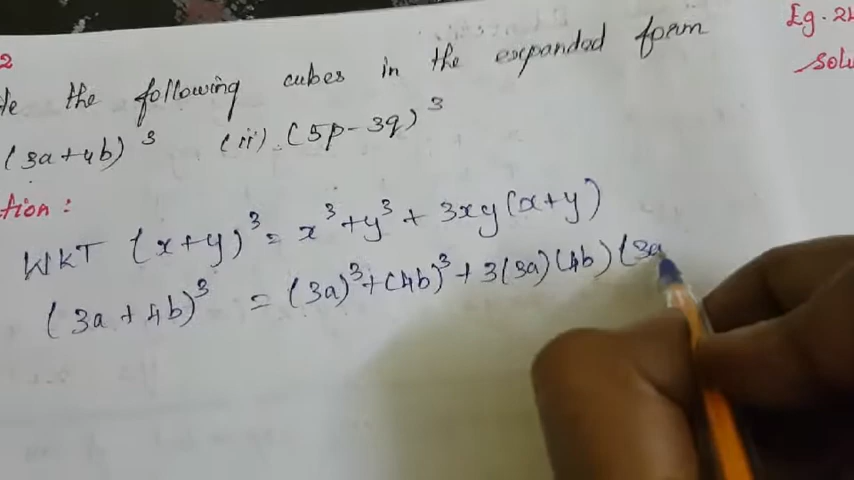 2
te the following cubes in the expanded form
(3a+4b)³ (ii) (5p-3q)³
tion :
WKT (x+y)³ = x³+y³+3xy(x+y)
(3a+4b)³ = (3a)³+(4b)³+3(3a)(4b)(3a
Eg. 2
Solu